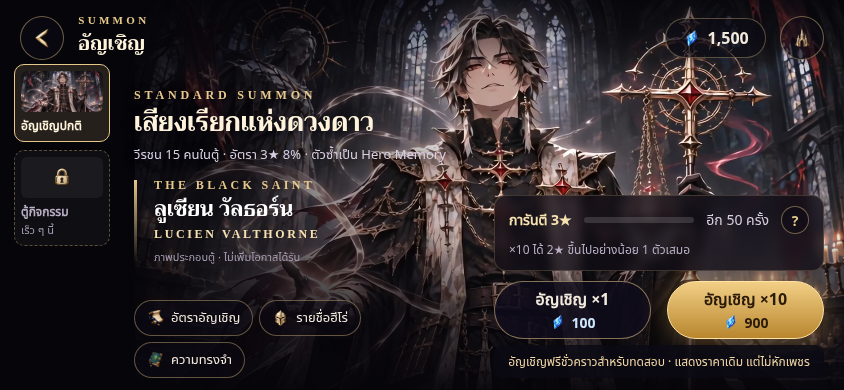 SUMMON
อัญเชิญ
1,500
อัญเชิญปกติ
ตู้กิจกรรม
เร็ว ๆ นี้
STANDARD SUMMON
เสียงเรียกแห่งดวงดาว
วีรชน 15 คนในตู้ · อัตรา 3★ 8% · ตัวซ้ำเป็น Hero Memory
THE BLACK SAINT
ลูเซียน วัลธอร์น
LUCIEN VALTHORNE
ภาพประกอบตู้ · ไม่เพิ่มโอกาสได้รับ
การันตี 3★ อีก 50 ครั้ง ?
×10 ได้ 2★ ขึ้นไปอย่างน้อย 1 ตัวเสมอ
อัตราอัญเชิญ
รายชื่อฮีโร่
ความทรงจำ
อัญเชิญ ×1
100
อัญเชิญ ×10
900
อัญเชิญฟรีชั่วคราวสำหรับทดสอบ · แสดงราคาเดิม แต่ไม่หักเพชร